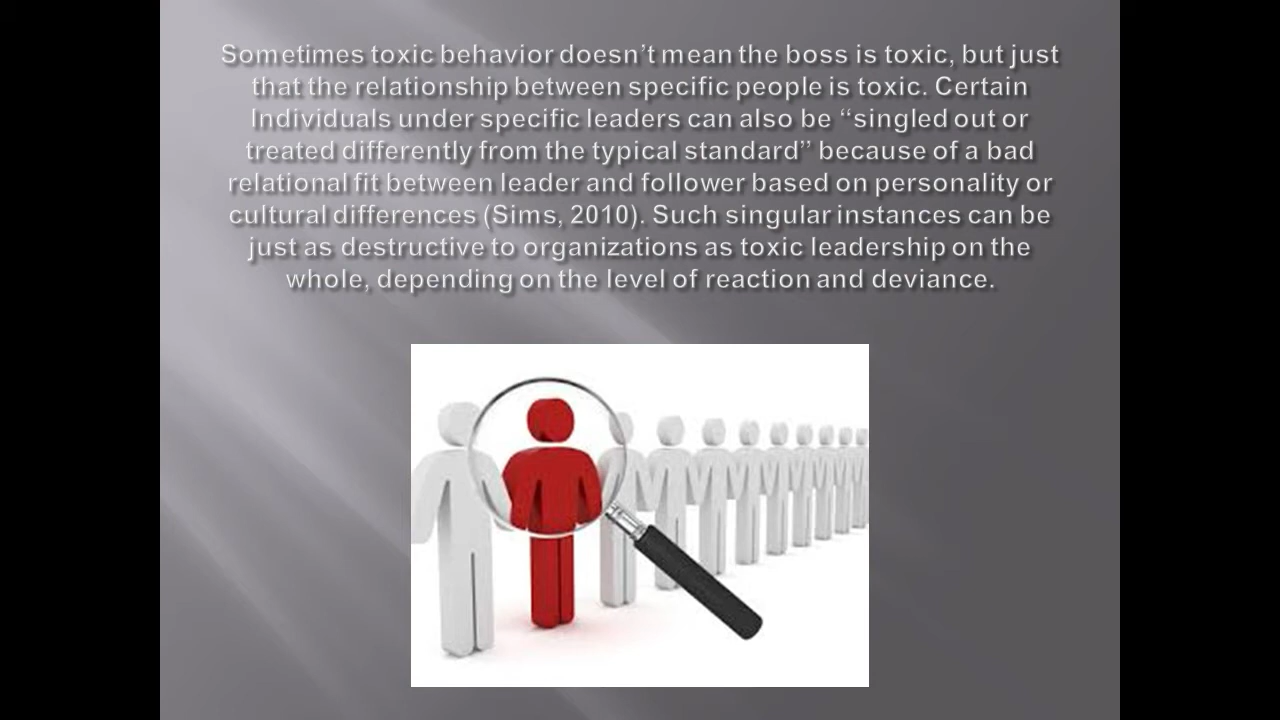 Sometimes toxic behavior doesn’t mean the boss is toxic, but just
that the relationship between specific people is toxic. Certain
Individuals under specific leaders can also be “singled out or
treated differently from the typical standard” because of a bad
relational fit between leader and follower based on personality or
cultural differences (Sims, 2010). Such singular instances can be
just as destructive to organizations as toxic leadership on the
whole, depending on the level of reaction and deviance.